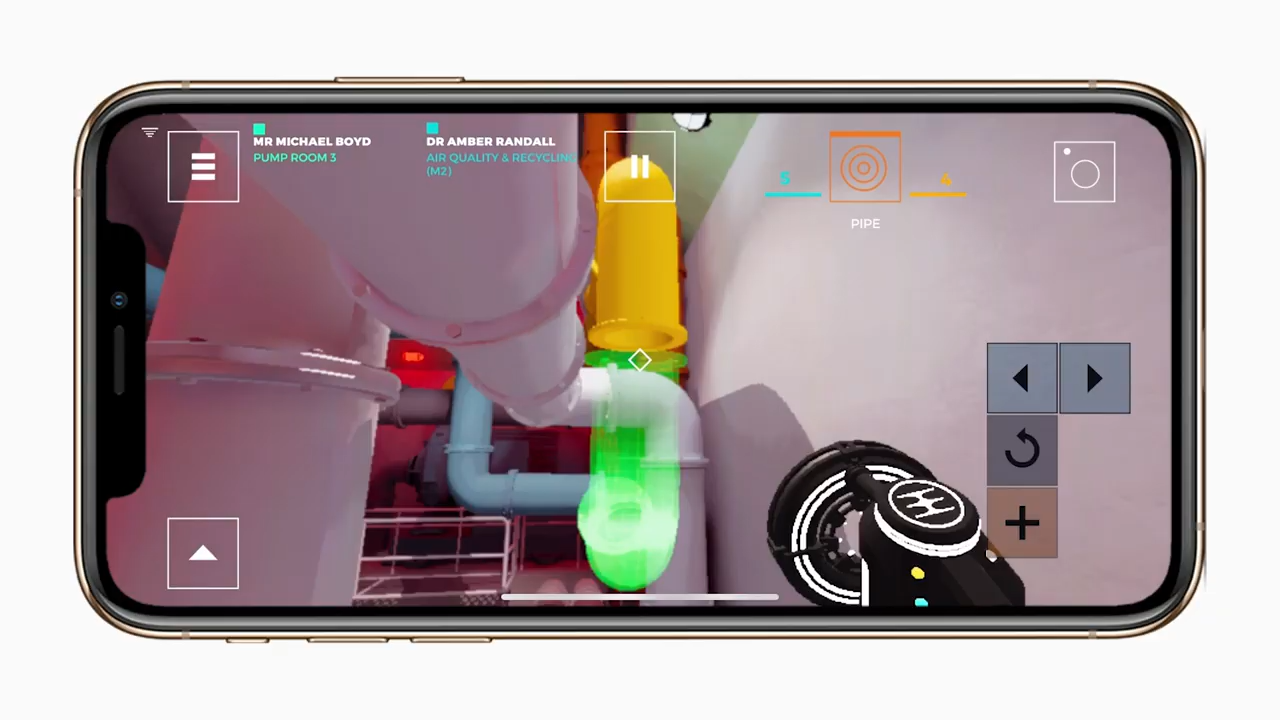 MR MICHAEL BOYD
PUMP ROOM 3
DR AMBER RANDALL
AIR QUALITY & RECYCLING
(M2)
5
4
PIPE